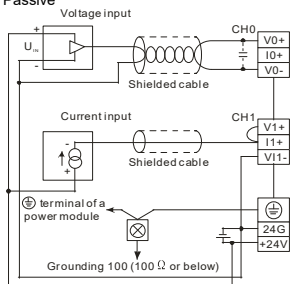 Passive
Voltage input
+
U IN
-
CH0
V0+
I0+
V0-
Shielded cable
Current input
-
+
CH1
V1+
I1+
VI1-
Shielded cable
terminal of a
power module
24G
+24V
Grounding 100 (100 Ω or below)